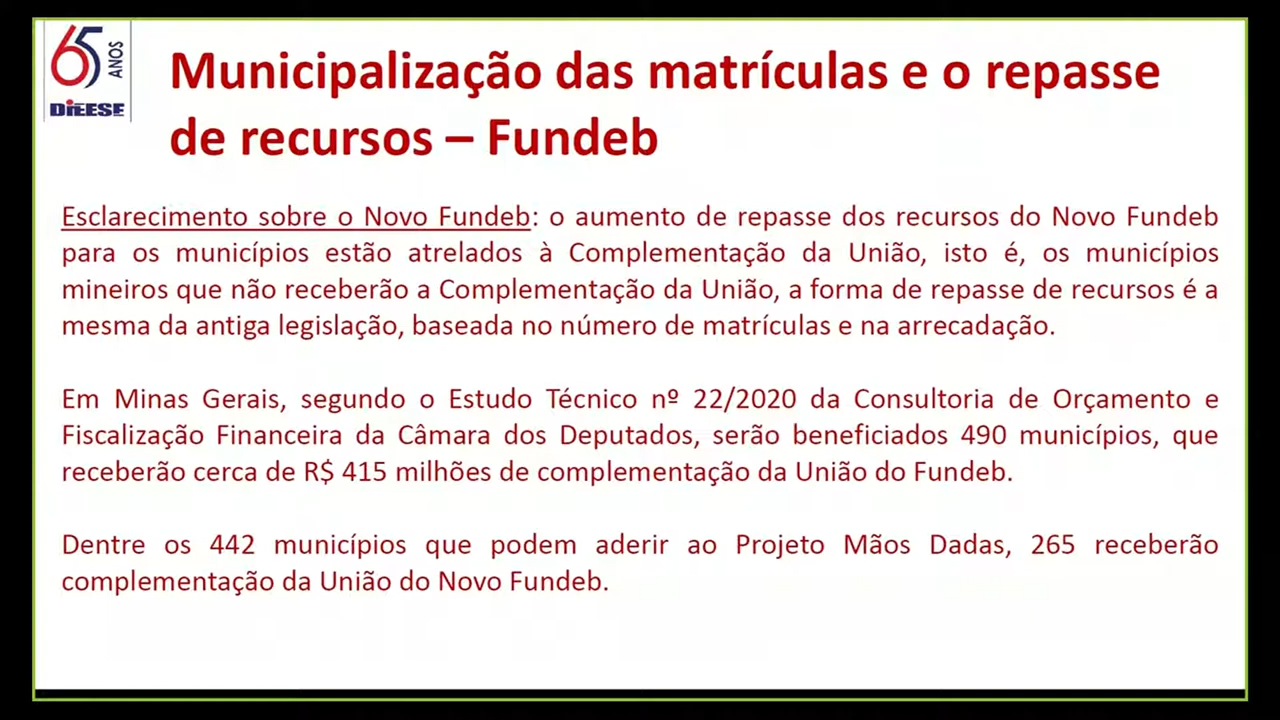 65 ANOS
DIEESE
Municipalização das matrículas e o repasse
de recursos – Fundeb
Esclarecimento sobre o Novo Fundeb: o aumento de repasse dos recursos do Novo Fundeb
para os municípios estão atrelados à Complementação da União, isto é, os municípios
mineiros que não receberão a Complementação da União, a forma de repasse de recursos é a
mesma da antiga legislação, baseada no número de matrículas e na arrecadação.
Em Minas Gerais, segundo o Estudo Técnico nº 22/2020 da Consultoria de Orçamento e
Fiscalização Financeira da Câmara dos Deputados, serão beneficiados 490 municípios, que
receberão cerca de R$ 415 milhões de complementação da União do Fundeb.
Dentre os 442 municípios que podem aderir ao Projeto Mãos Dadas, 265 receberão
complementação da União do Novo Fundeb.